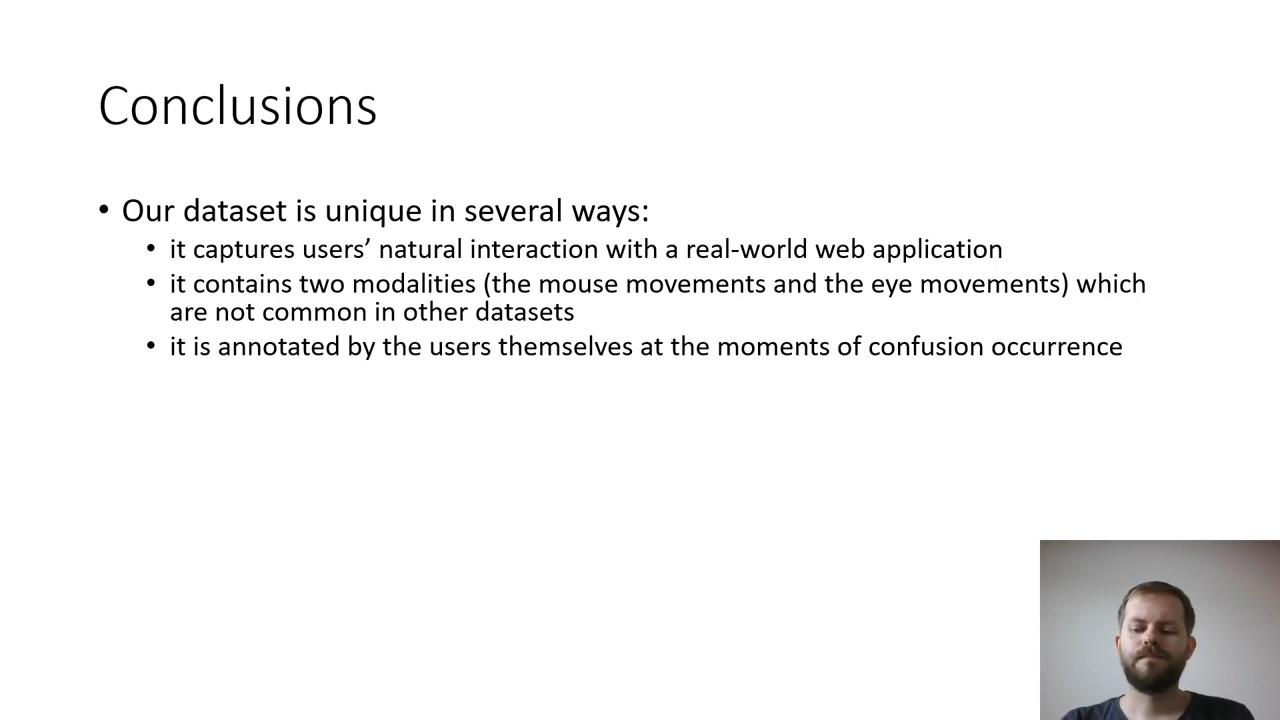 Conclusions
• Our dataset is unique in several ways:
• it captures users’ natural interaction with a real-world web application
• it contains two modalities (the mouse movements and the eye movements) which
are not common in other datasets
• it is annotated by the users themselves at the moments of confusion occurrence